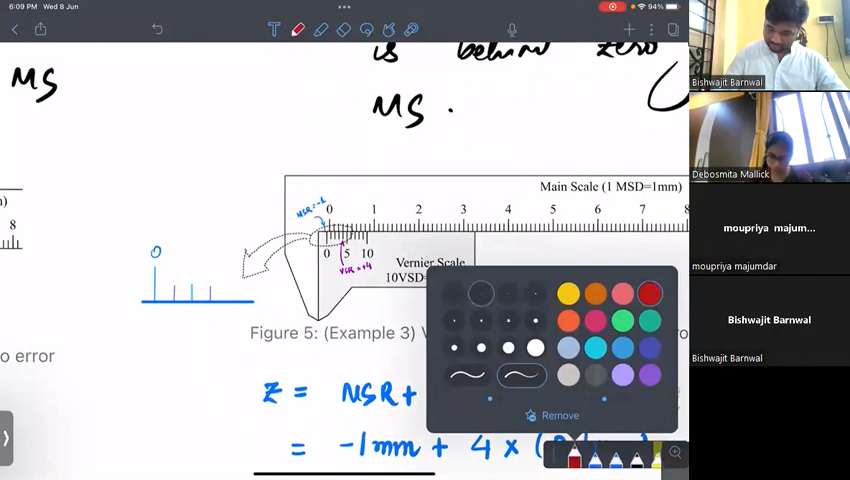 6:09 PM Wed 8 Jun
94%
is behind zero
MS
MS.
Main Scale (1 MSD=1mm)
8
MSR=-1
0 1 2 3 4 5 6 7 8
0
0 5 10
VSR=+4
Vernier Scale
10VSD=
Figure 5: (Example 3) V
ro
o error
Z = MSR +
= -1mm + 4 × (
Remove
Bishwajit Barnwal
Debosmita Mallick
moupriya majum...
moupriya majumdar
Bishwajit Barnwal
Bishwajit Barnwal